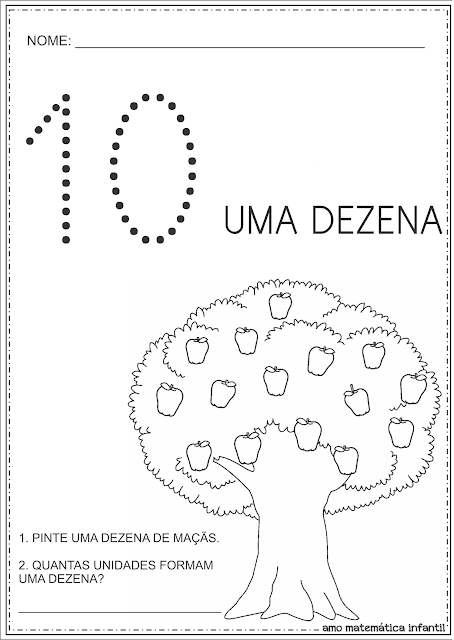 NOME:
10
UMA DEZENA
1. PINTE UMA DEZENA DE MAÇÃS.
2. QUANTAS UNIDADES FORMAM
UMA DEZENA?
amo matemática infantil